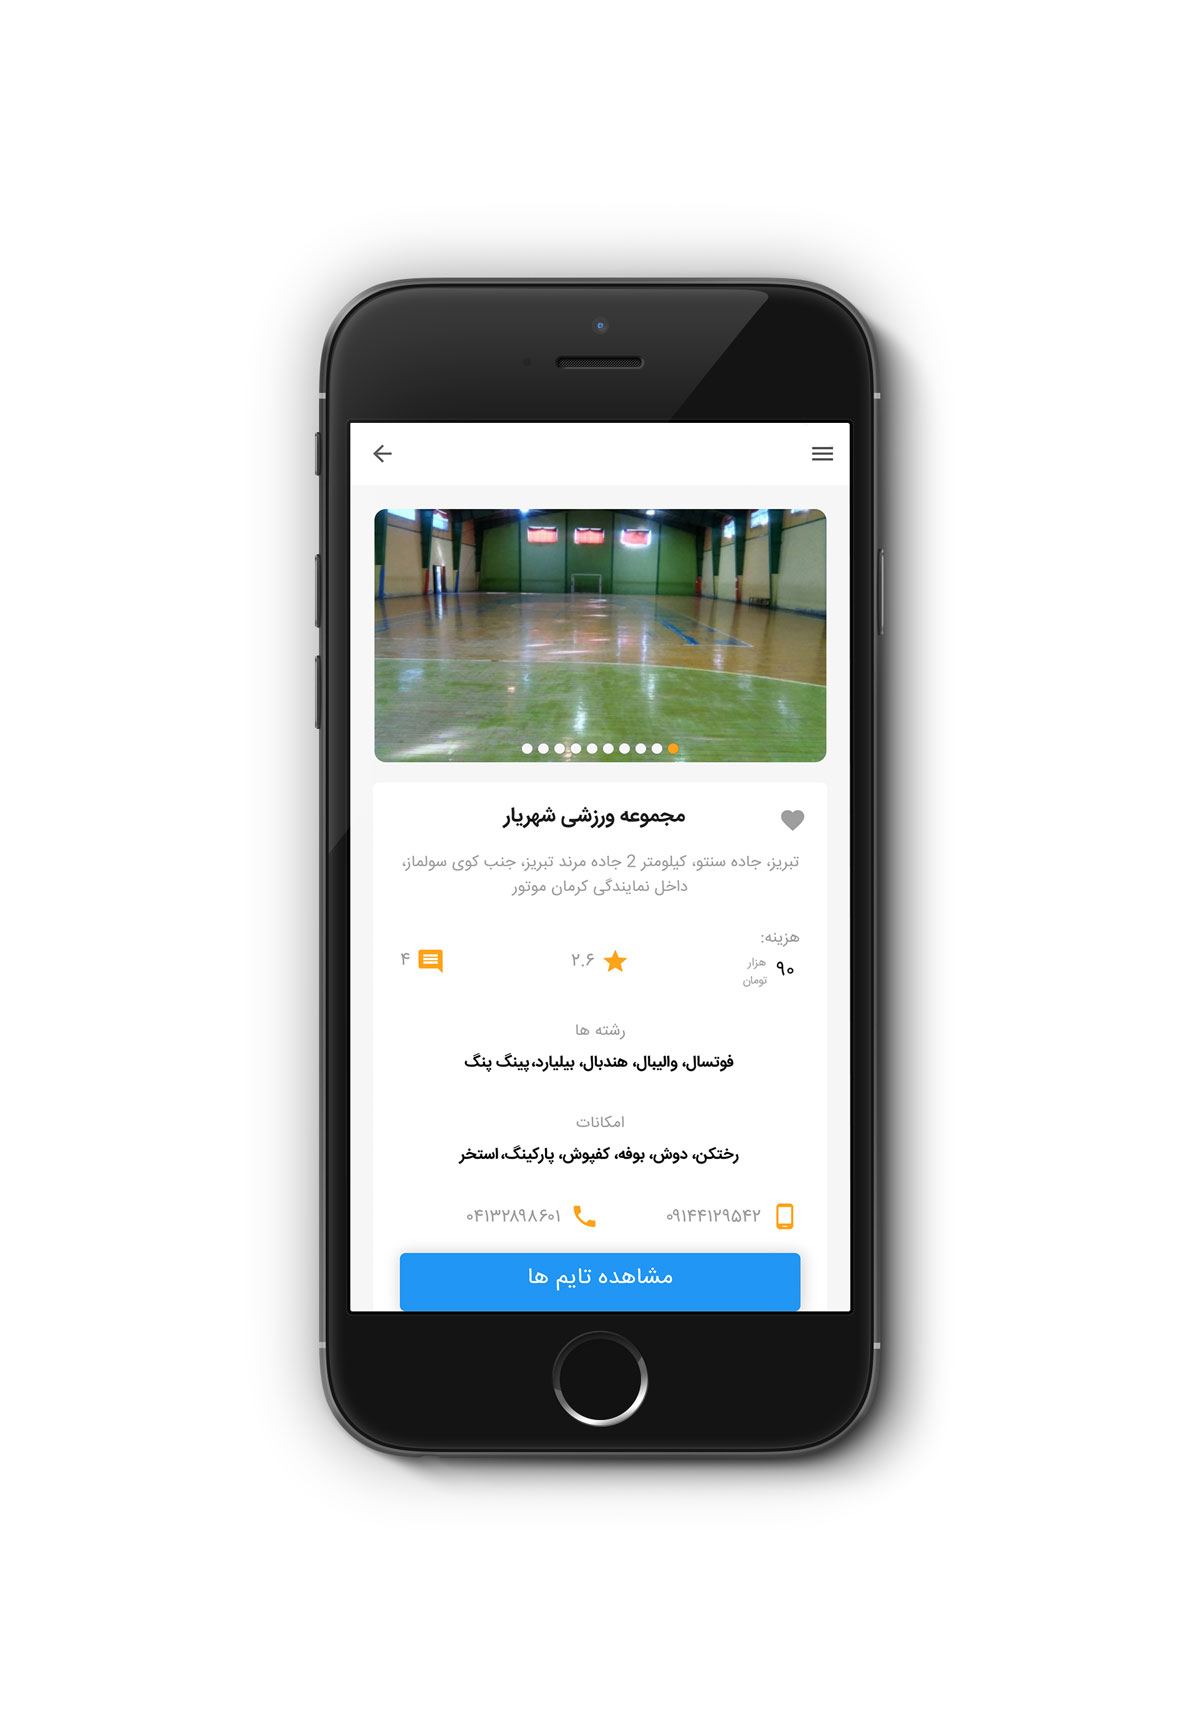 مجموعه ورزشی شهریار
تبریز، جاده سنتو، کیلومتر 2 جاده مرند تبریز، جنب کوی سولماز،
داخل نمایندگی کرمان موتور
هزینه:
۹۰ هزار تومان
۲.۶
۴
رشته ها
فوتسال، والیبال، هندبال، بیلیارد، پینگ پنگ
امکانات
رختکن، دوش، بوفه، کفپوش، پارکینگ، استخر
۰۹۱۴۴۱۲۹۵۴۲
۰۴۱۳۲۸۹۸۶۰۱
مشاهده تایم ها